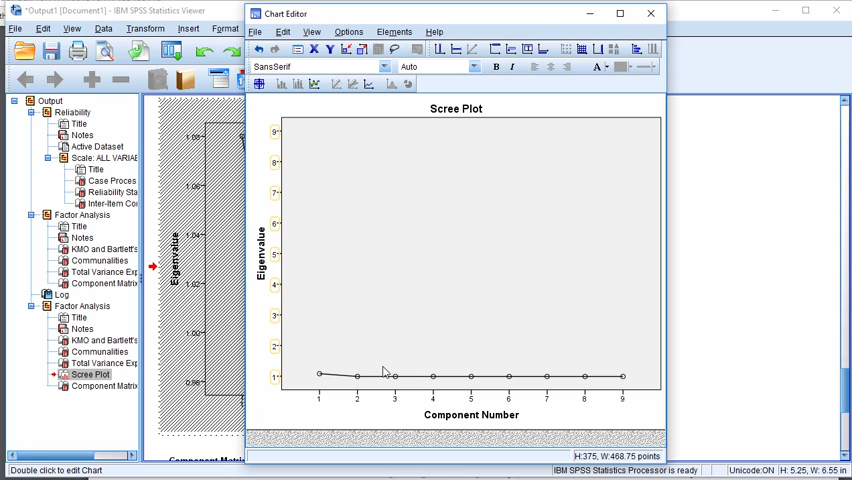 *Output1 [Document1] - IBM SPSS Statistics Viewer
File Edit View Data Transform Insert Format
Output
Reliability
Title
Notes
Active Dataset
Scale: ALL VARIAB
Title
Case Proces
Reliability Sta
Inter-Item Co
Factor Analysis
Title
Notes
KMO and Bartlett's
Communalities
Total Variance Exp
Component Matrix
Log
Factor Analysis
Title
Notes
KMO and Bartlett's
Communalities
Total Variance Exp
Scree Plot
Component Matrix
Eigenvalue
1.08
1.06
1.04
1.02
1.00
0.98
Chart Editor
File Edit View Options Elements Help
X Y
SansSerif Auto B I A
Scree Plot
Eigenvalue
9
8
7
6
5
4
3
2
1
1 2 3 4 5 6 7 8 9
Component Number
H:375, W:468.75 points
Double click to edit Chart
IBM SPSS Statistics Processor is ready
Unicode:ON
H: 5.25, W: 6.55 in